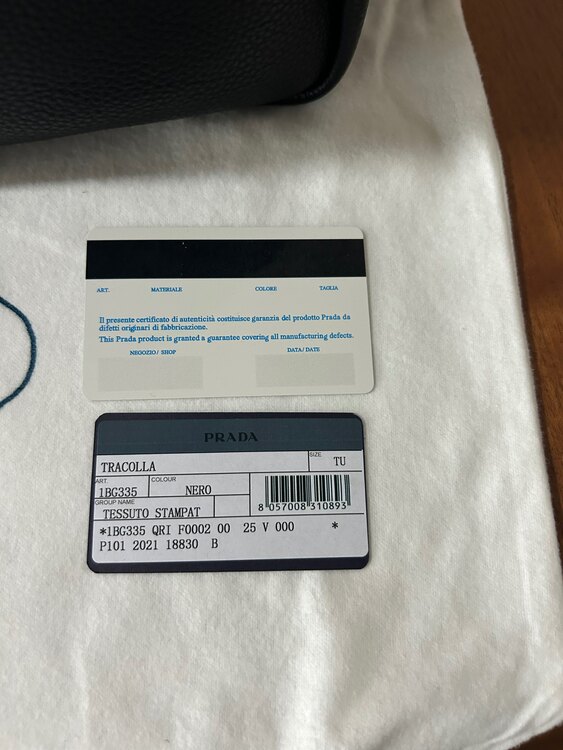 ART. MATERIALE COLORE TAGLIA
Il presente certificato di autenticità costituisce garanzia del prodotto Prada da
difetti originari di fabbricazione.
This Prada product is granted a guarantee covering all manufacturing defects.
NEGOZIO/ SHOP DATA/ DATE
PRADA
TRACOLLA SIZE TU
ART. 1BG335 COLOUR NERO
GROUP NAME
TESSUTO STAMPAT
8 057008 310893
*1BG335 QRI F0002 00 25 V 000 *
P101 2021 18830 B